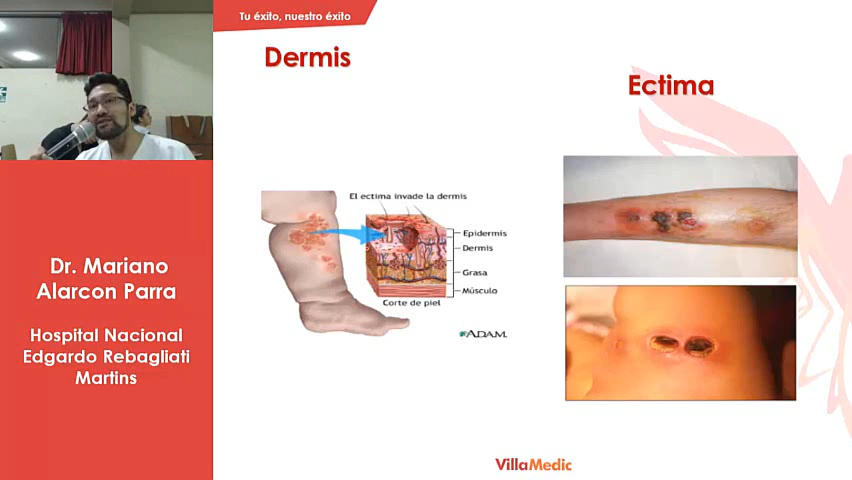 Tu éxito, nuestro éxito
Dermis
Ectima
El ectima invade la dermis
Epidermis
Dermis
Grasa
Músculo
Corte de piel
ADAM.
Dr. Mariano
Alarcon Parra
Hospital Nacional
Edgardo Rebagliati
Martins
VillaMedic